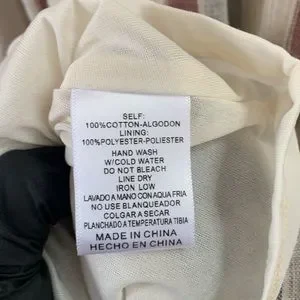 SELF:
100%COTTON-ALGODON
LINING:
100%POLYESTER-POLIESTER
HAND WASH
W/COLD WATER
DO NOT BLEACH
LINE DRY
IRON LOW
LAVADO A MANO CON AQUA FRIA
NO USE BLANQUEADOR
COLGAR A SECAR
PLANCHADO A TEMPERATURA TIBIA
MADE IN CHINA
HECHO EN CHINA